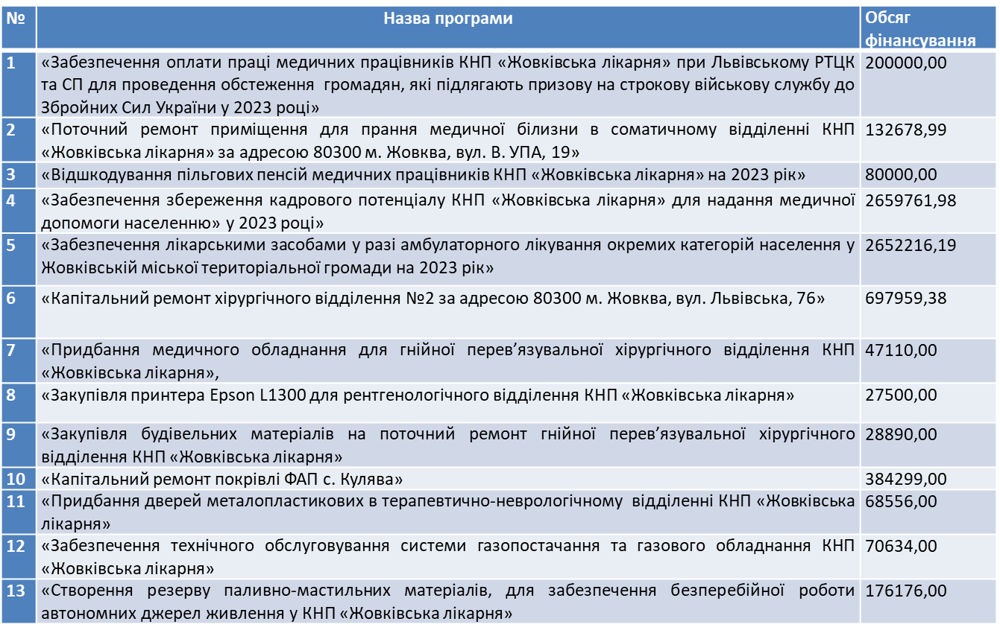 № Назва програми Обсяг
фінансування
1 «Забезпечення оплати праці медичних працівників КНП «Жовківська лікарня» при Львівському РТЦК 200000,00
та СП для проведення обстеження громадян, які підлягають призову на строкову військову службу до
Збройних Сил України у 2023 році»
2 «Поточний ремонт приміщення для прання медичної білизни в соматичному відділенні КНП 132678,99
«Жовківська лікарня» за адресою 80300 м. Жовква, вул. В. УПА, 19»
3 «Відшкодування пільгових пенсій медичних працівників КНП «Жовківська лікарня» на 2023 рік» 80000,00
4 «Забезпечення збереження кадрового потенціалу КНП «Жовківська лікарня» для надання медичної 2659761,98
допомоги населенню» у 2023 році»
5 «Забезпечення лікарськими засобами у разі амбулаторного лікування окремих категорій населення у 2652216,19
Жовківській міської територіальної громади на 2023 рік»
6 «Капітальний ремонт хірургічного відділення №2 за адресою 80300 м. Жовква, вул. Львівська, 76» 697959,38
7 «Придбання медичного обладнання для гнійної перев’язувальної хірургічного відділення КНП 47110,00
«Жовківська лікарня»,
8 «Закупівля принтера Epson L1300 для рентгенологічного відділення КНП «Жовківська лікарня» 27500,00
9 «Закупівля будівельних матеріалів на поточний ремонт гнійної перев’язувальної хірургічного 28890,00
відділення КНП «Жовківська лікарня»
10 «Капітальний ремонт покрівлі ФАП с. Кулява» 384299,00
11 «Придбання дверей металопластикових в терапевтично-неврологічному відділенні КНП «Жовківська 68556,00
лікарня»
12 «Забезпечення технічного обслуговування системи газопостачання та газового обладнання КНП 70634,00
«Жовківська лікарня»
13 «Створення резерву паливно-мастильних матеріалів, для забезпечення безперебійної роботи 176176,00
автономних джерел живлення у КНП «Жовківська лікарня»